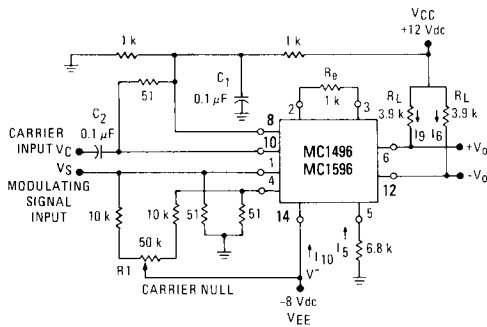 VCC
+12 Vdc
1 k
1 k
51
C1
0.1 µF
Re
1 k
2
3
RL
3.9 k
RL
3.9 k
I9
I6
C2
0.1 µF
CARRIER
INPUT VC
VS
MODULATING
SIGNAL
INPUT
8
10
1
4
MC1496
MC1596
6
12
+Vo
-Vo
14
5
10 k
10 k
51
51
50 k
R1
CARRIER NULL
I10
V-
I5
6.8 k
-8 Vdc
VEE